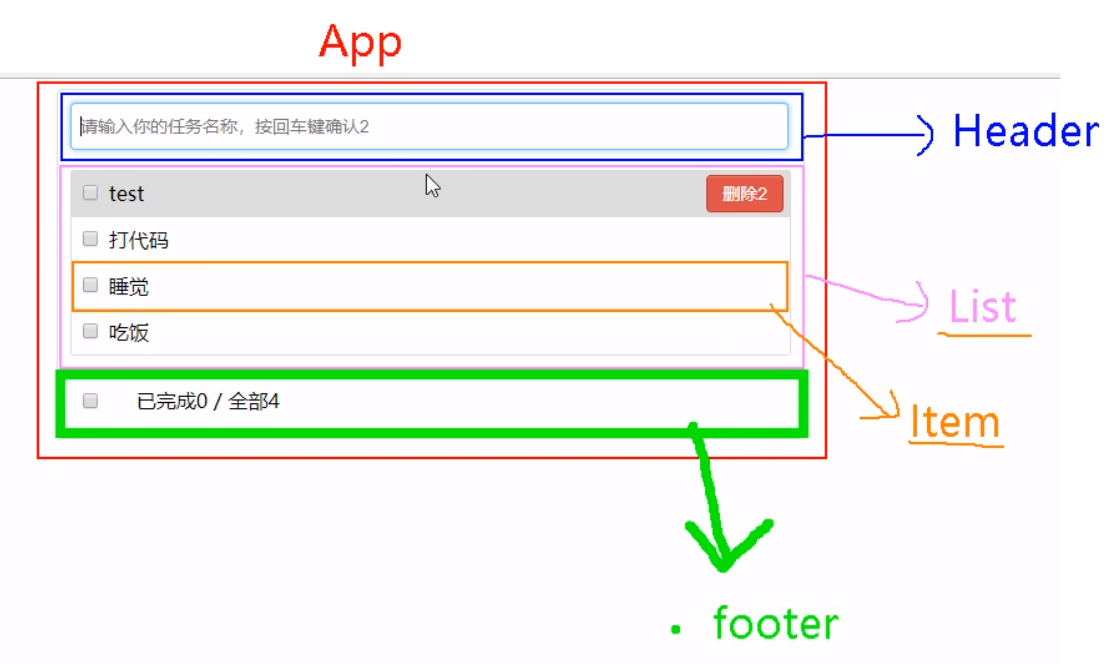 App
请输入你的任务名称，按回车键确认2
Header
test
删除2
打代码
睡觉
List
吃饭
已完成0 / 全部4
Item
footer